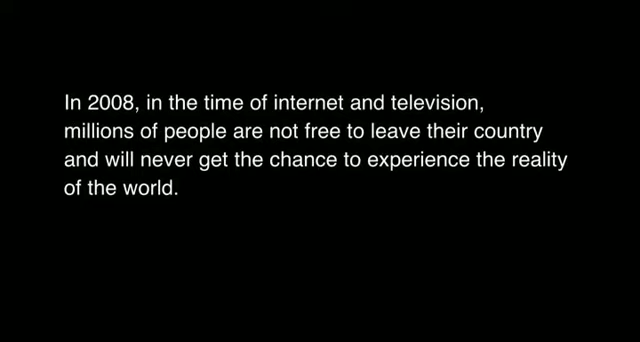 In 2008, in the time of internet and television,
millions of people are not free to leave their country
and will never get the chance to experience the reality
of the world.